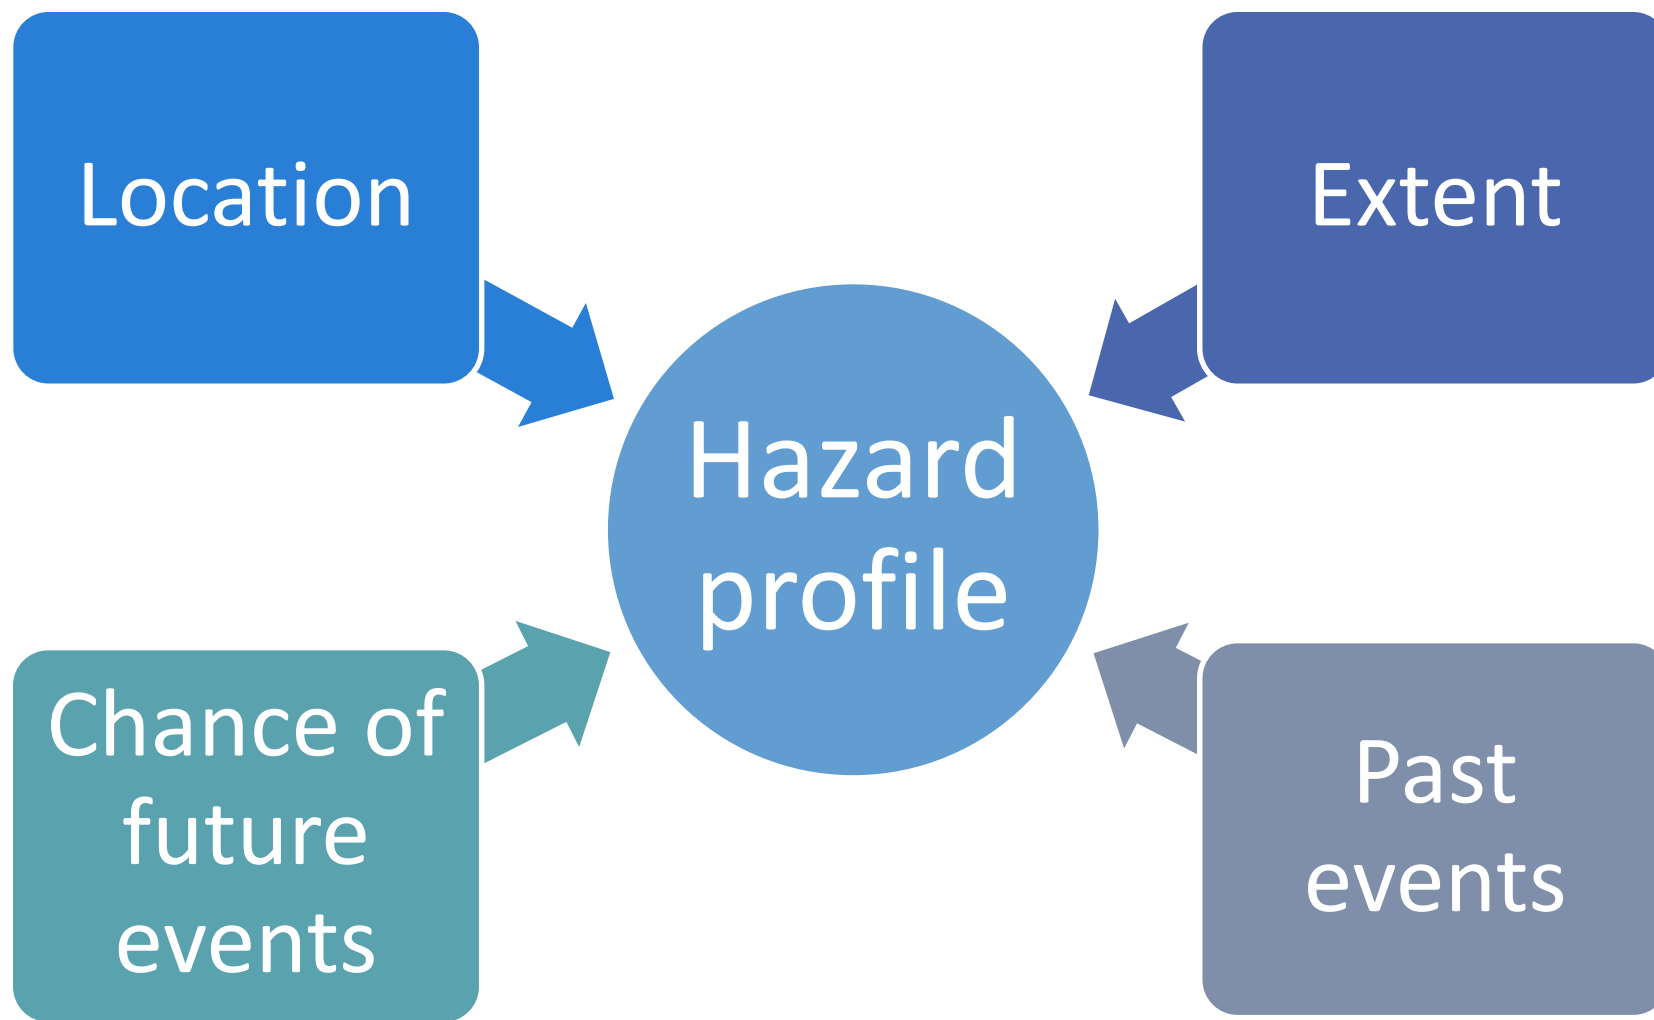 Location
Extent
Hazard
profile
Chance of
future
events
Past
events